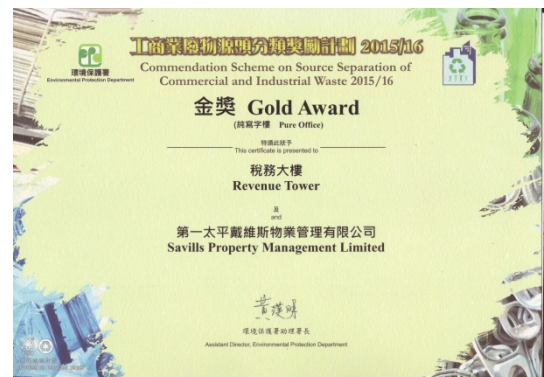 工商業廢物源頭分類獎勵計劃 2015/16
Commendation Scheme on Source Separation of
Commercial and Industrial Waste 2015/16
環境保護署
Environmental Protection Department
金獎 Gold Award
(純寫字樓 Pure Office)
特頒此狀予
This certificate is presented to
稅務大樓
Revenue Tower
及
and
第一太平戴維斯物業管理有限公司
Savills Property Management Limited
黃漢明
環境保護署助理署長
Assistant Director, Environmental Protection Department